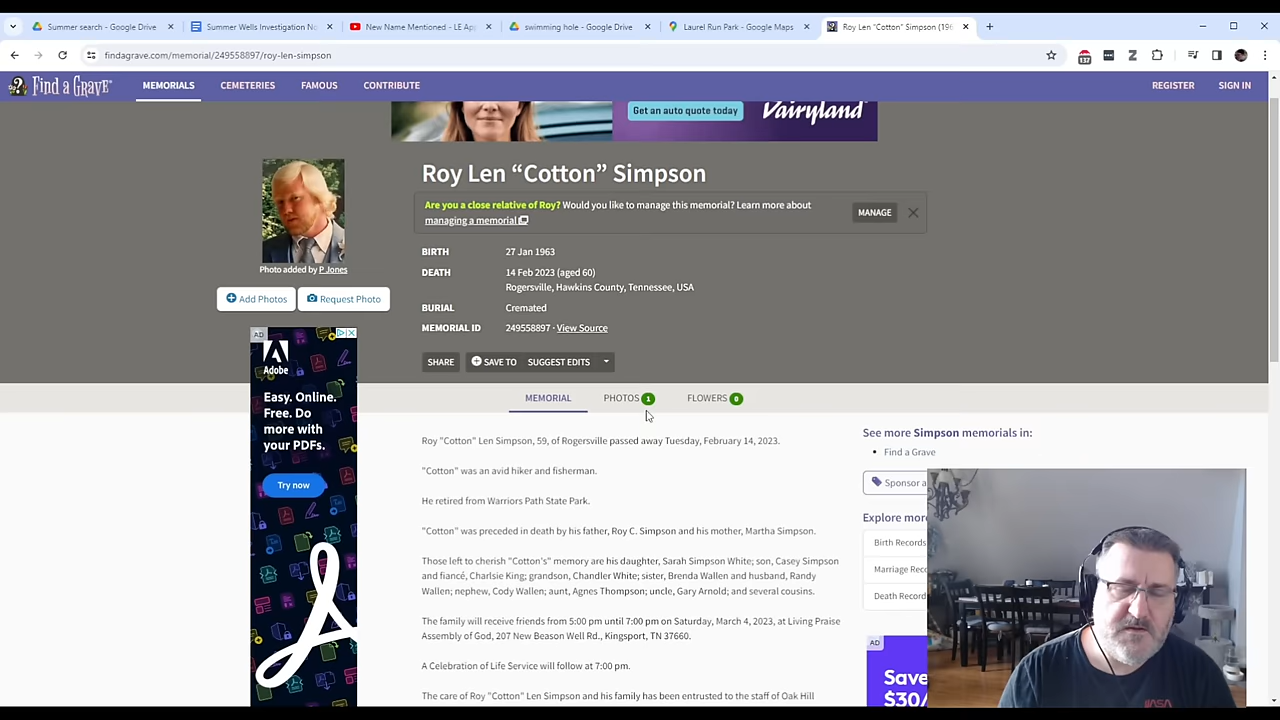 Summer search - Google Drive
Summer Wells Investigation No
New Name Mentioned - LE Ap
swimming hole - Google Drive
Laurel Run Park - Google Maps
Roy Len "Cotton" Simpson (196
findagrave.com/memorial/249558897/roy-len-simpson
137
Find a Grave
MEMORIALS
CEMETERIES
FAMOUS
CONTRIBUTE
REGISTER
SIGN IN
Get an auto quote today
Dairyland
Roy Len “Cotton” Simpson
Are you a close relative of Roy? Would you like to manage this memorial? Learn more about
managing a memorial
MANAGE
BIRTH 27 Jan 1963
DEATH 14 Feb 2023 (aged 60)
Rogersville, Hawkins County, Tennessee, USA
BURIAL Cremated
MEMORIAL ID 249558897 · View Source
Photo added by P Jones
Add Photos
Request Photo
SHARE
SAVE TO
SUGGEST EDITS
MEMORIAL
PHOTOS 1
FLOWERS 0
AD
Adobe
Easy. Online.
Free. Do
more with
your PDFs.
Try now
Roy "Cotton" Len Simpson, 59, of Rogersville passed away Tuesday, February 14, 2023.
"Cotton" was an avid hiker and fisherman.
He retired from Warriors Path State Park.
"Cotton" was preceded in death by his father, Roy C. Simpson and his mother, Martha Simpson.
Those left to cherish "Cotton's" memory are his daughter, Sarah Simpson White; son, Casey Simpson
and fiancé, Charlsie King; grandson, Chandler White; sister, Brenda Wallen and husband, Randy
Wallen; nephew, Cody Wallen; aunt, Agnes Thompson; uncle, Gary Arnold; and several cousins.
The family will receive friends from 5:00 pm until 7:00 pm on Saturday, March 4, 2023, at Living Praise
Assembly of God, 207 New Beason Well Rd., Kingsport, TN 37660.
A Celebration of Life Service will follow at 7:00 pm.
The care of Roy "Cotton" Len Simpson and his family has been entrusted to the staff of Oak Hill
See more Simpson memorials in:
Find a Grave
Sponsor a
Explore more
Birth Records
Marriage Reco
Death Record
AD
Save
$30/